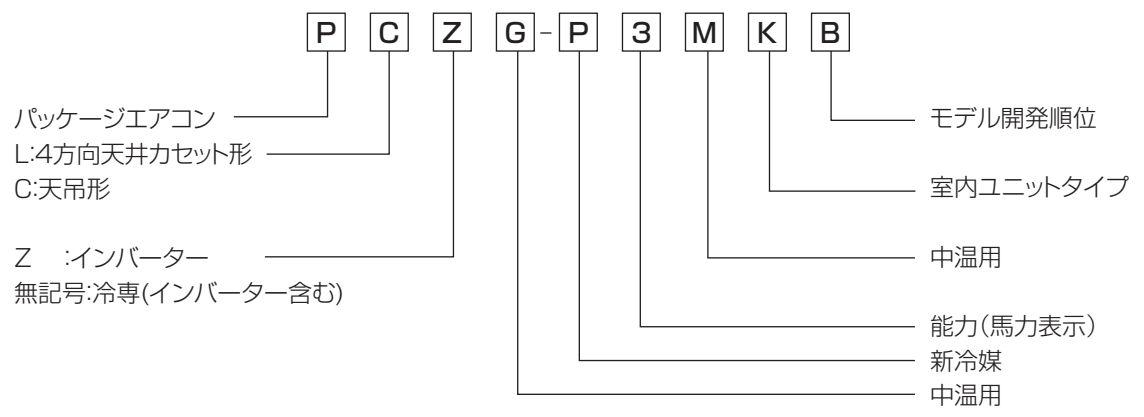 PCZG-P3MKB
パッケージエアコン
L:4方向天井カセット形
C:天吊形
Z :インバーター
無記号:冷専(インバーター含む)
モデル開発順位
室内ユニットタイプ
中温用
能力(馬力表示)
新冷媒
中温用